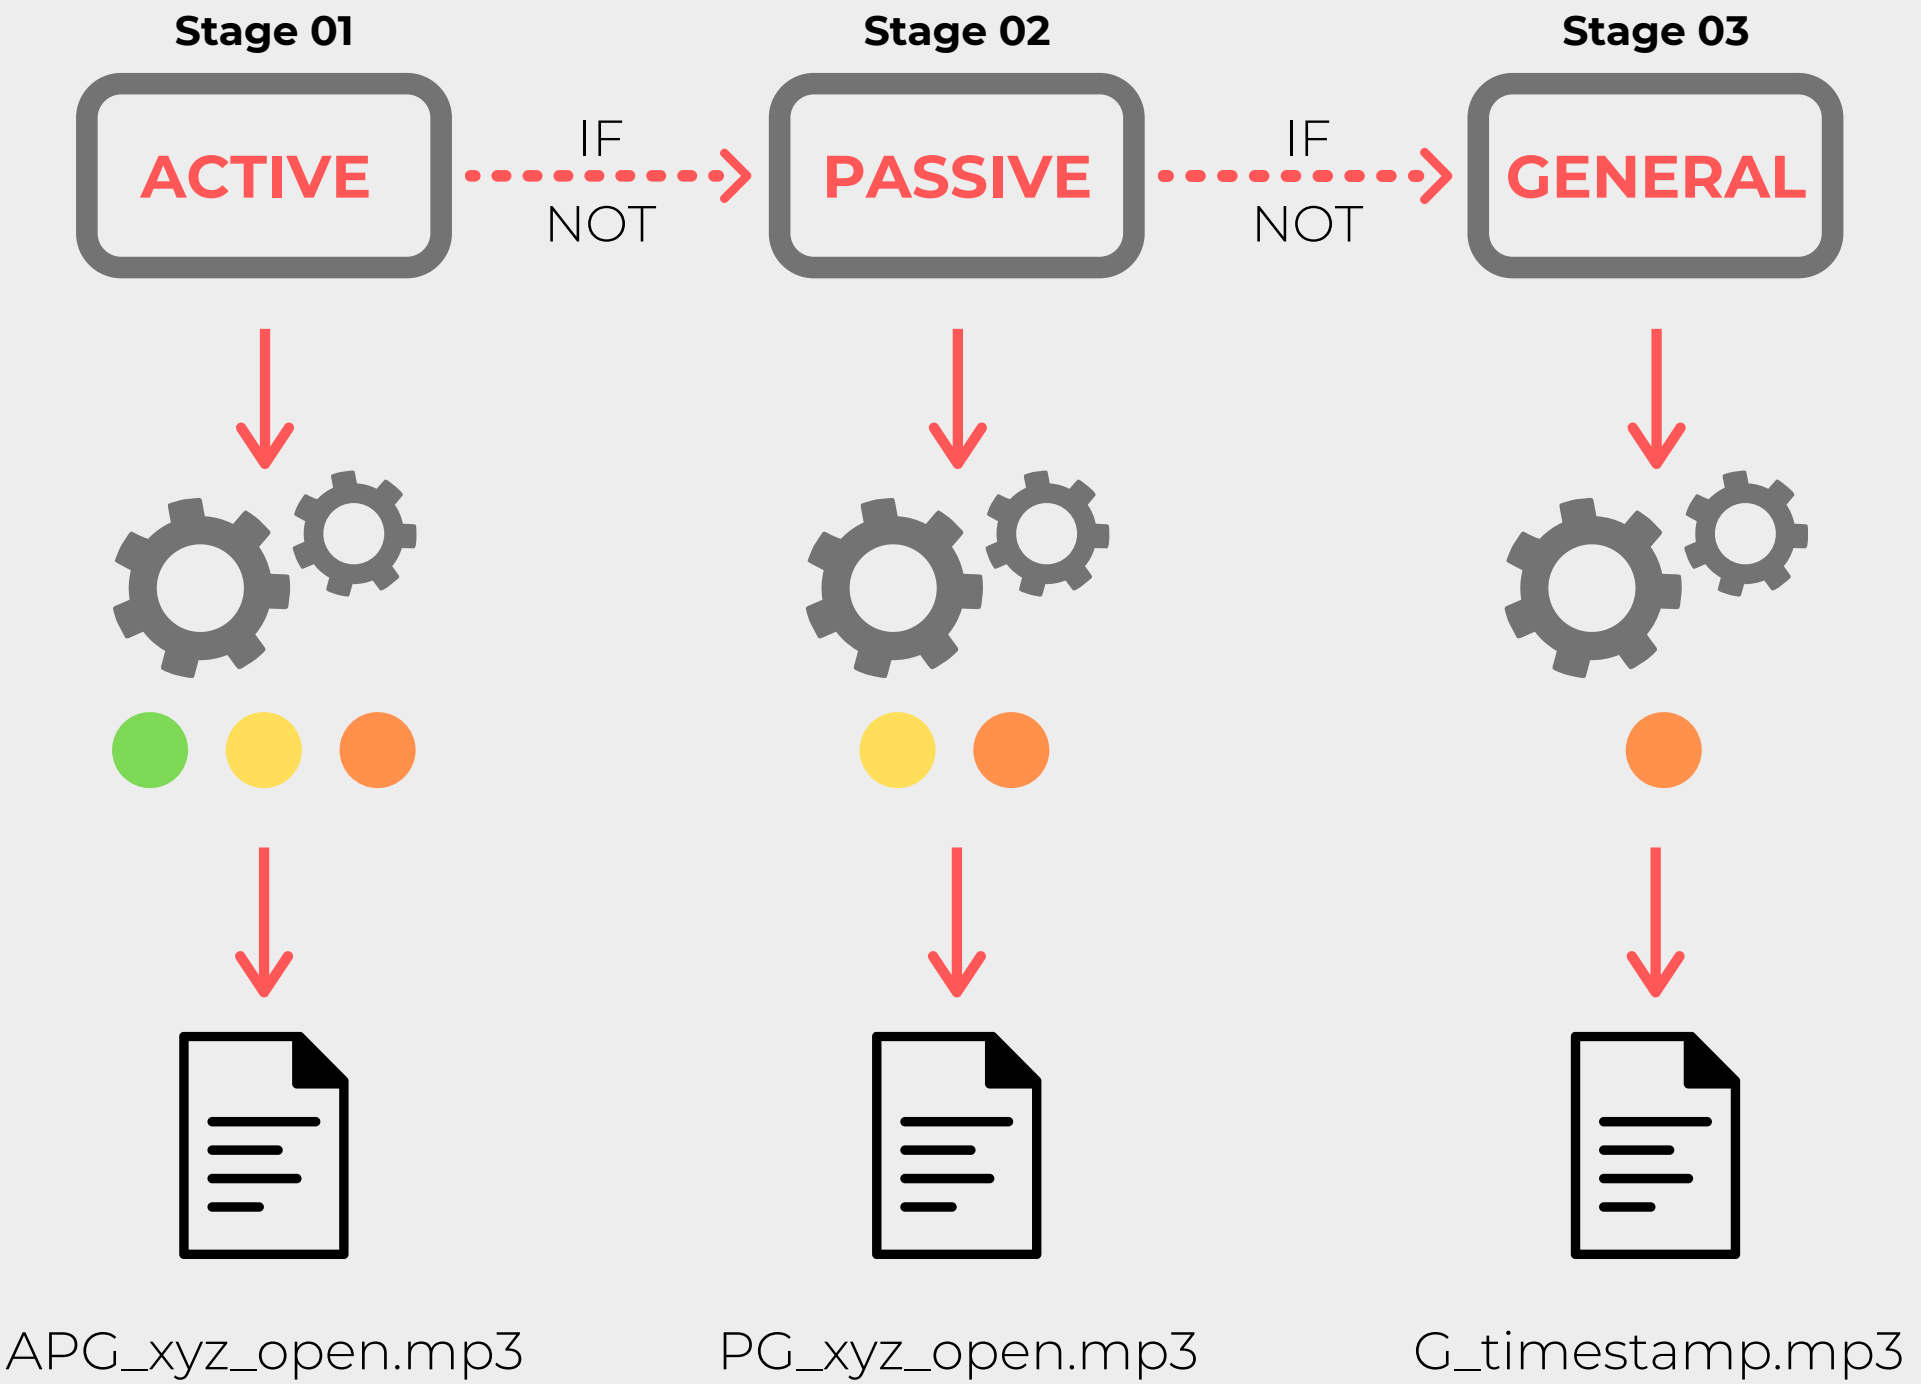 Stage 01
Stage 02
Stage 03
ACTIVE
IF
NOT
PASSIVE
IF
NOT
GENERAL
APG_xyz_open.mp3
PG_xyz_open.mp3
G_timestamp.mp3